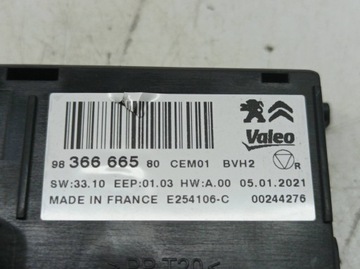 Valeo
98 366 665 80 CEM01 BVH2
R
SW:33.10 EEP:01.03 HW:A.00 05.01.2021
MADE IN FRANCE E254106-C 00244276